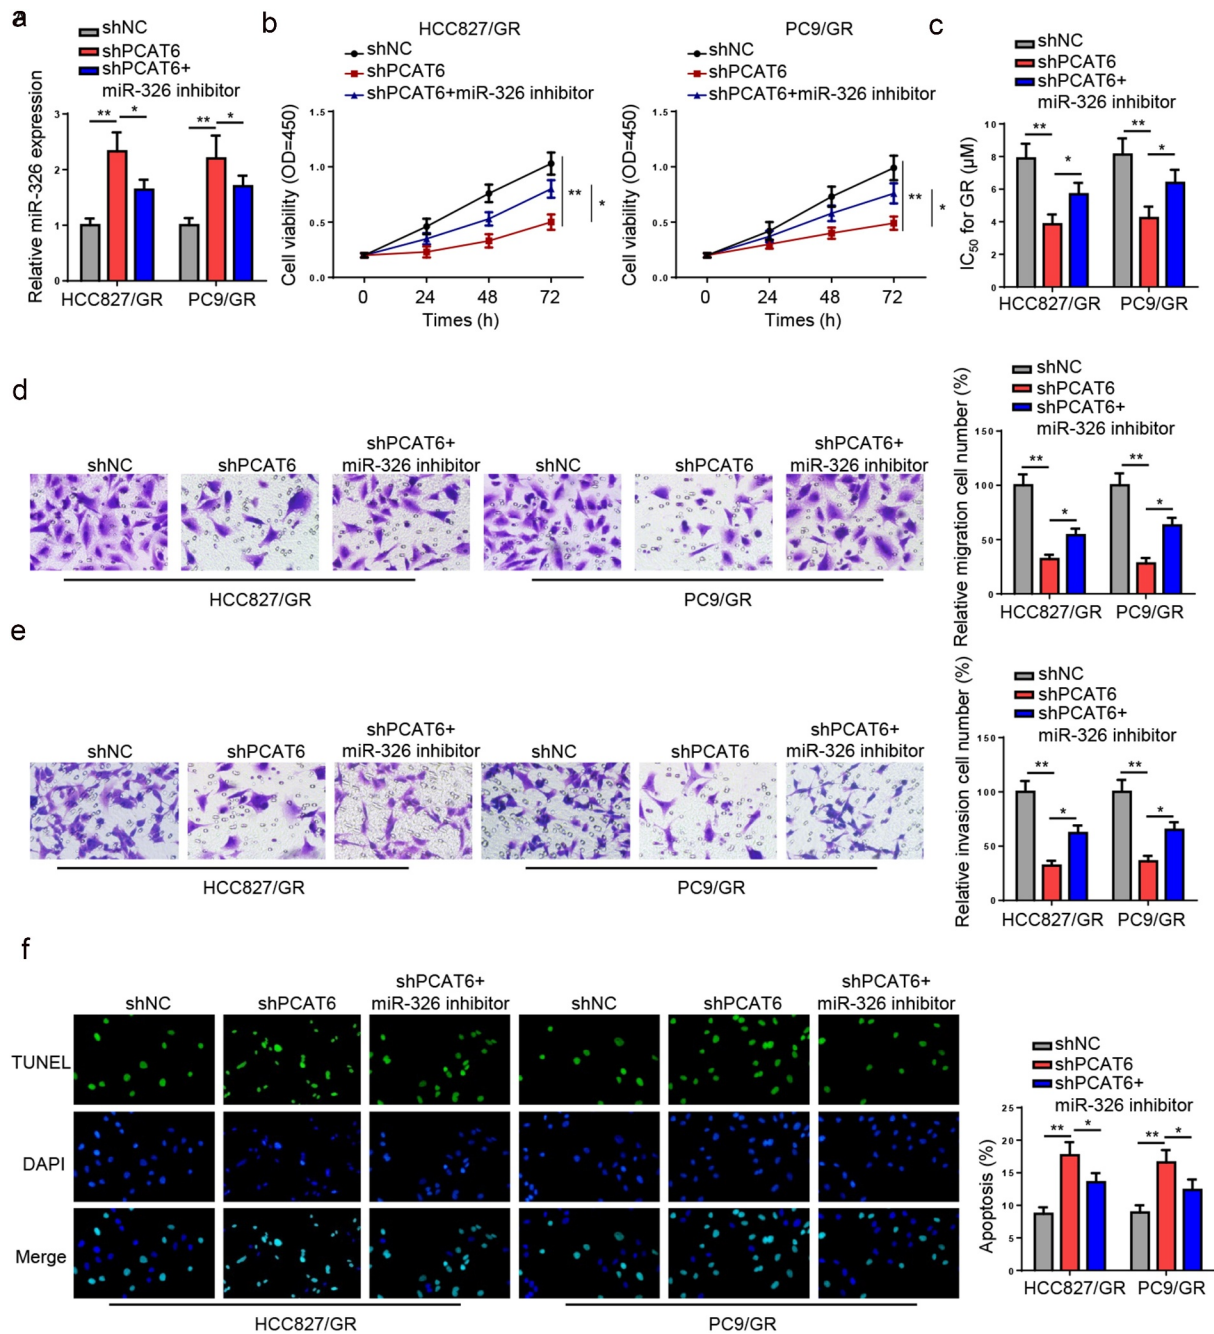 a
shNC
shPCAT6
shPCAT6+
miR-326 inhibitor
Relative miR-326 expression
3
2
1
0
** *
** *
HCC827/GR PC9/GR
b
HCC827/GR
shNC
shPCAT6
shPCAT6+miR-326 inhibitor
Cell viability (OD=450)
1.5
1.0
0.5
0.0
** *
0 24 48 72
Times (h)
PC9/GR
shNC
shPCAT6
shPCAT6+miR-326 inhibitor
Cell viability (OD=450)
1.5
1.0
0.5
0.0
** *
0 24 48 72
Times (h)
c
shNC
shPCAT6
shPCAT6+
miR-326 inhibitor
IC50 for GR (µM)
10
8
6
4
2
0
** *
** *
HCC827/GR PC9/GR
d
shNC shPCAT6 shPCAT6+ miR-326 inhibitor shNC shPCAT6 shPCAT6+ miR-326 inhibitor
HCC827/GR PC9/GR
shNC
shPCAT6
shPCAT6+
miR-326 inhibitor
Relative migration cell number (%)
150
100
50
0
** *
** *
HCC827/GR PC9/GR
e
shNC shPCAT6 shPCAT6+ miR-326 inhibitor shNC shPCAT6 shPCAT6+ miR-326 inhibitor
HCC827/GR PC9/GR
shNC
shPCAT6
shPCAT6+
miR-326 inhibitor
Relative invasion cell number (%)
150
100
50
0
** *
** *
HCC827/GR PC9/GR
f
shNC shPCAT6 shPCAT6+ miR-326 inhibitor shNC shPCAT6 shPCAT6+ miR-326 inhibitor
TUNEL
DAPI
Merge
HCC827/GR PC9/GR
shNC
shPCAT6
shPCAT6+
miR-326 inhibitor
Apoptosis (%)
25
20
15
10
5
0
** *
** *
HCC827/GR PC9/GR